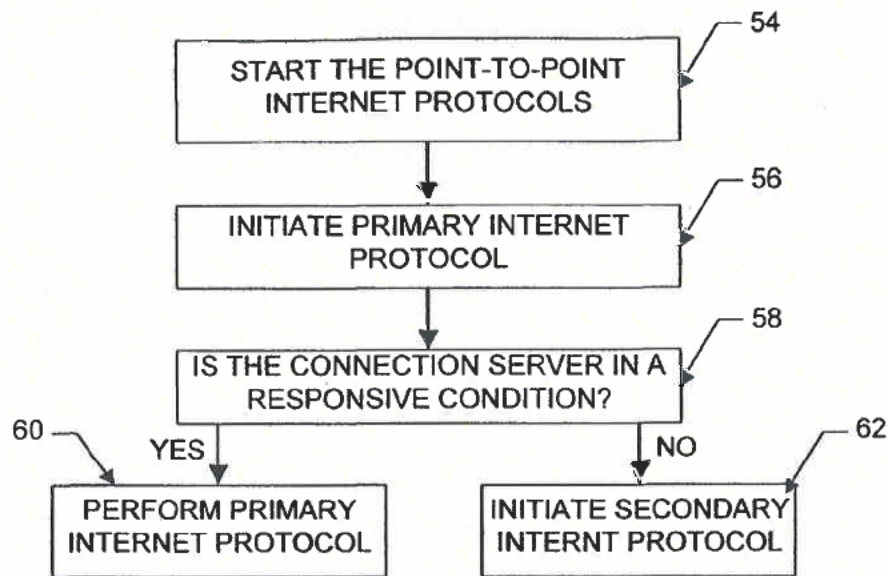 54
START THE POINT-TO-POINT
INTERNET PROTOCOLS
56
INITIATE PRIMARY INTERNET
PROTOCOL
58
IS THE CONNECTION SERVER IN A
RESPONSIVE CONDITION?
60
YES
NO
62
PERFORM PRIMARY
INTERNET PROTOCOL
INITIATE SECONDARY
INTERNT PROTOCOL